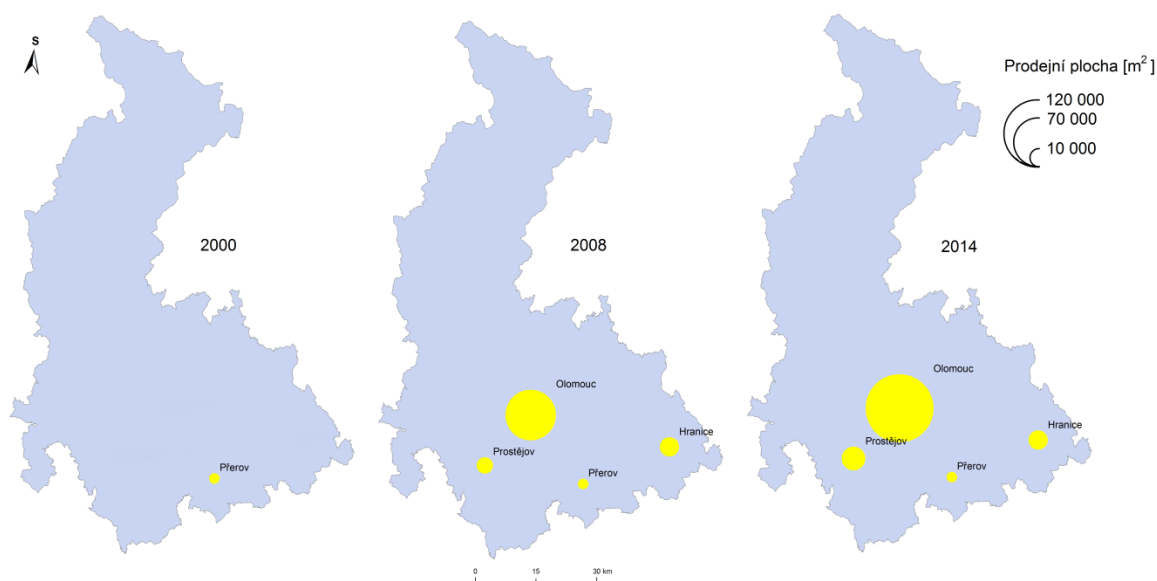 S
Prodejní plocha [m²]
120 000
70 000
10 000
2000
2008
2014
Přerov
Olomouc
Hranice
Prostějov
Přerov
Olomouc
Hranice
Prostějov
Přerov
0 15 30 km